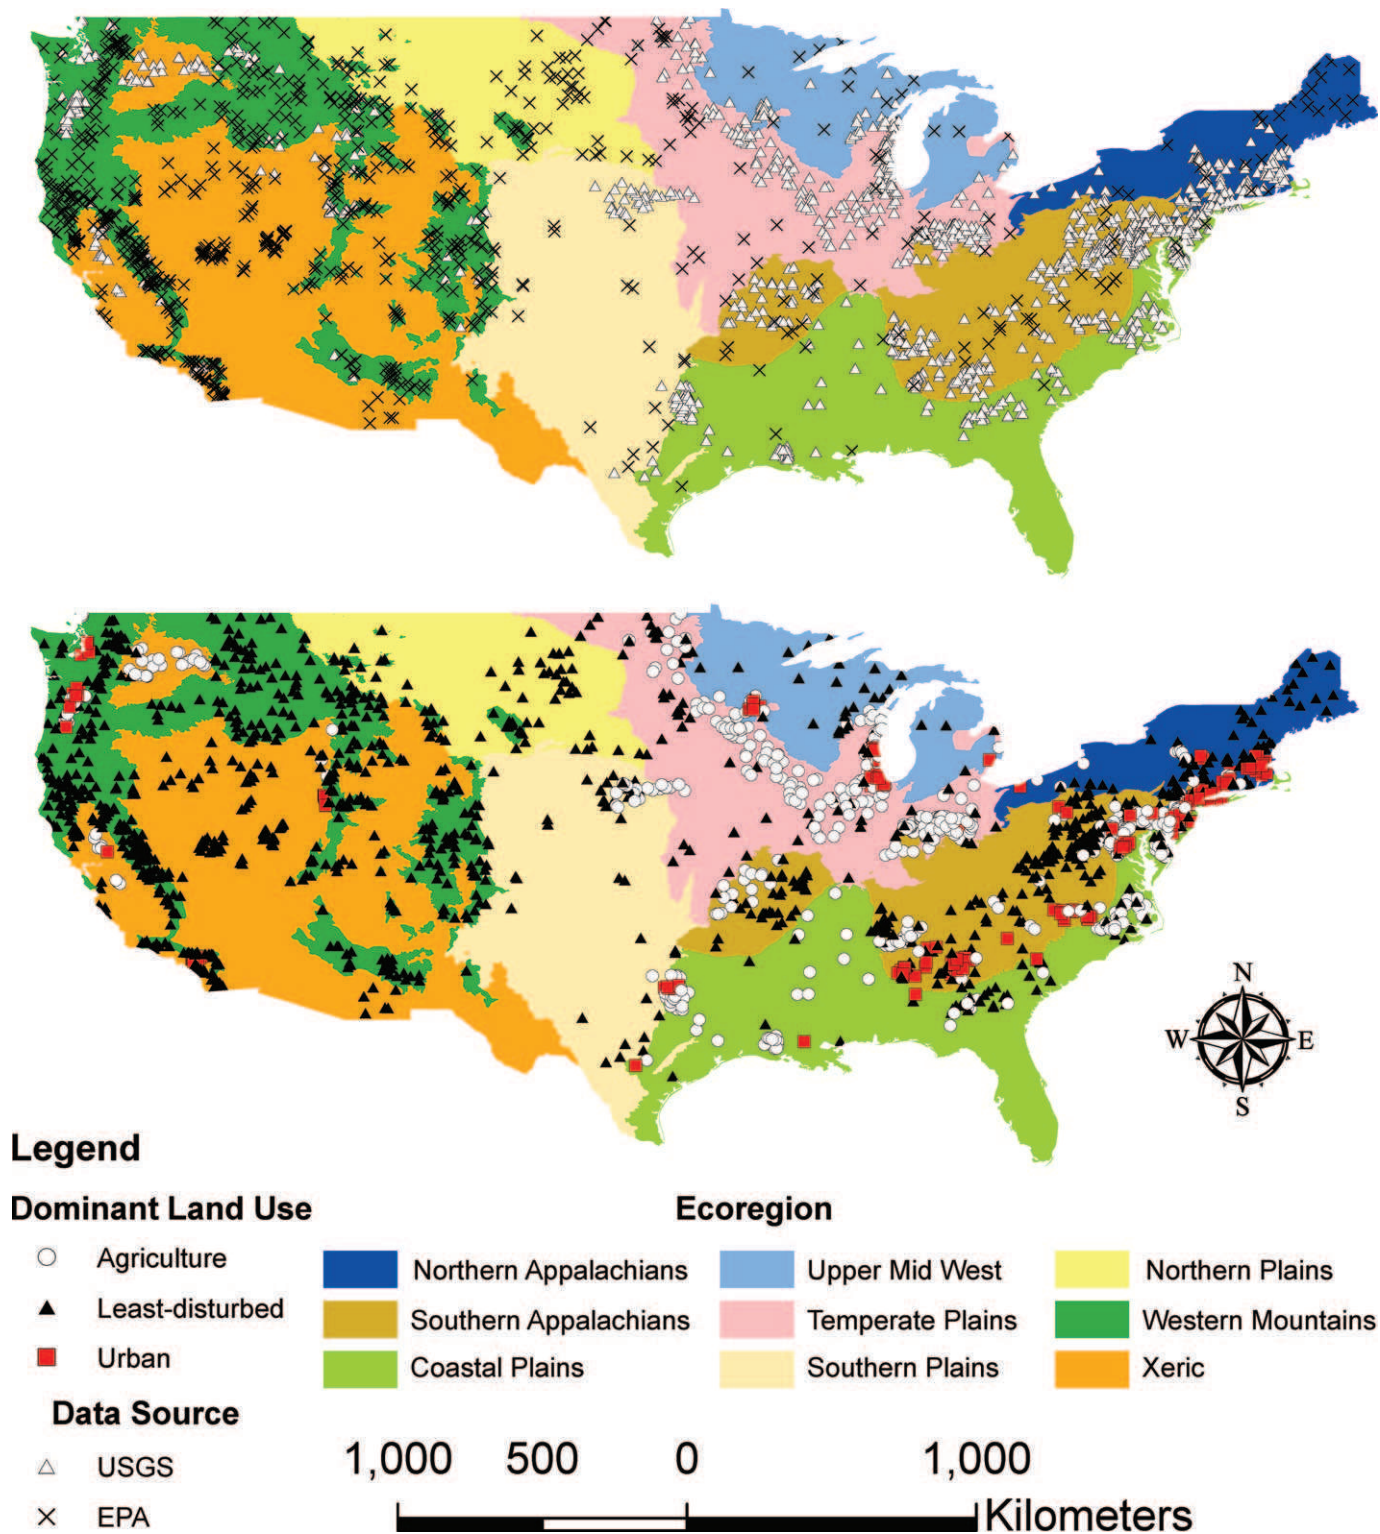 N
W E
S
Legend
Dominant Land Use
Agriculture
Least-disturbed
Urban
Data Source
USGS
EPA
Ecoregion
Northern Appalachians
Southern Appalachians
Coastal Plains
Upper Mid West
Temperate Plains
Southern Plains
Northern Plains
Western Mountains
Xeric
1,000 500 0 1,000
Kilometers